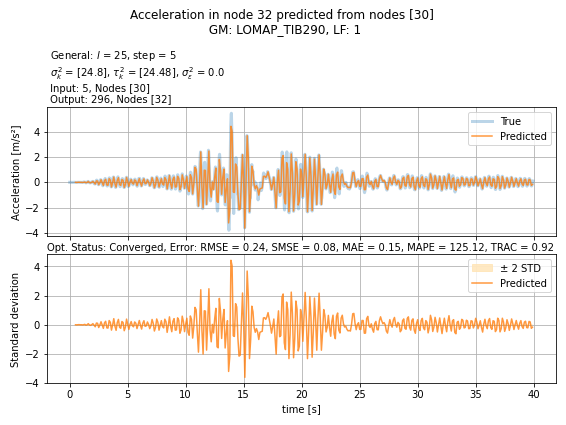 Acceleration in node 32 predicted from nodes [30]
GM: LOMAP_TIB290, LF: 1
General: l = 25, step = 5
σ²ₖ = [24.8], τ²ₖ = [24.48], σ²ε = 0.0
Input: 5, Nodes [30]
Output: 296, Nodes [32]
Acceleration [m/s²]
4
2
0
−2
−4
True
Predicted
Opt. Status: Converged, Error: RMSE = 0.24, SMSE = 0.08, MAE = 0.15, MAPE = 125.12, TRAC = 0.92
Standard deviation
4
2
0
−2
−4
± 2 STD
Predicted
0 5 10 15 20 25 30 35 40
time [s]